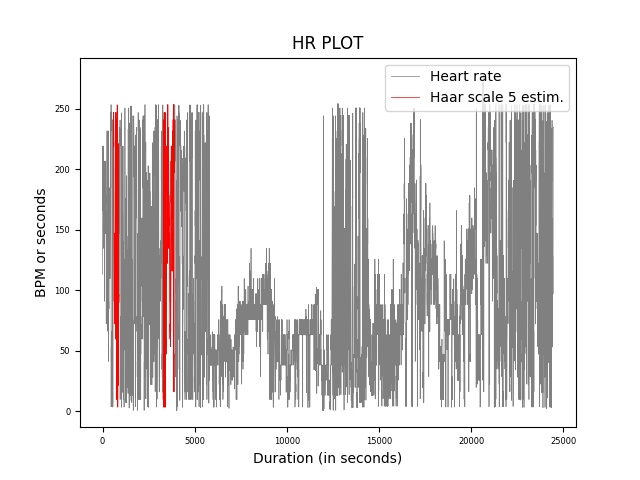 HR PLOT
Heart rate
Haar scale 5 estim.
250
200
150
100
50
0
BPM or seconds
0 5000 10000 15000 20000 25000
Duration (in seconds)